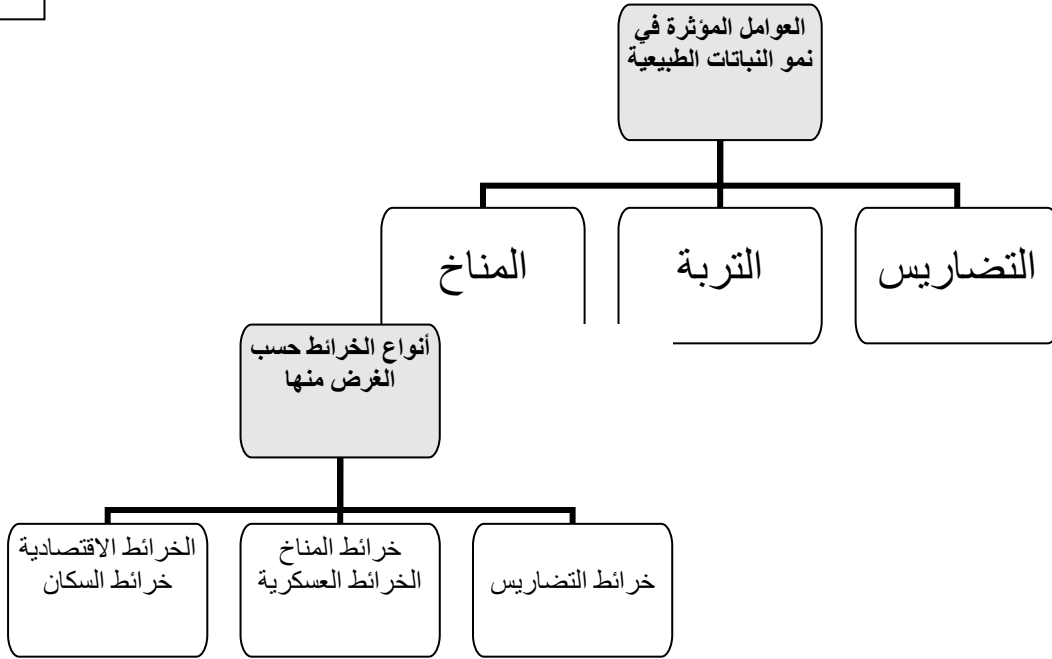 العوامل المؤثرة في
نمو النباتات الطبيعية
التضاريس
التربة
المناخ
أنواع الخرائط حسب
الغرض منها
خرائط التضاريس
خرائط المناخ
الخرائط العسكرية
الخرائط الاقتصادية
خرائط السكان